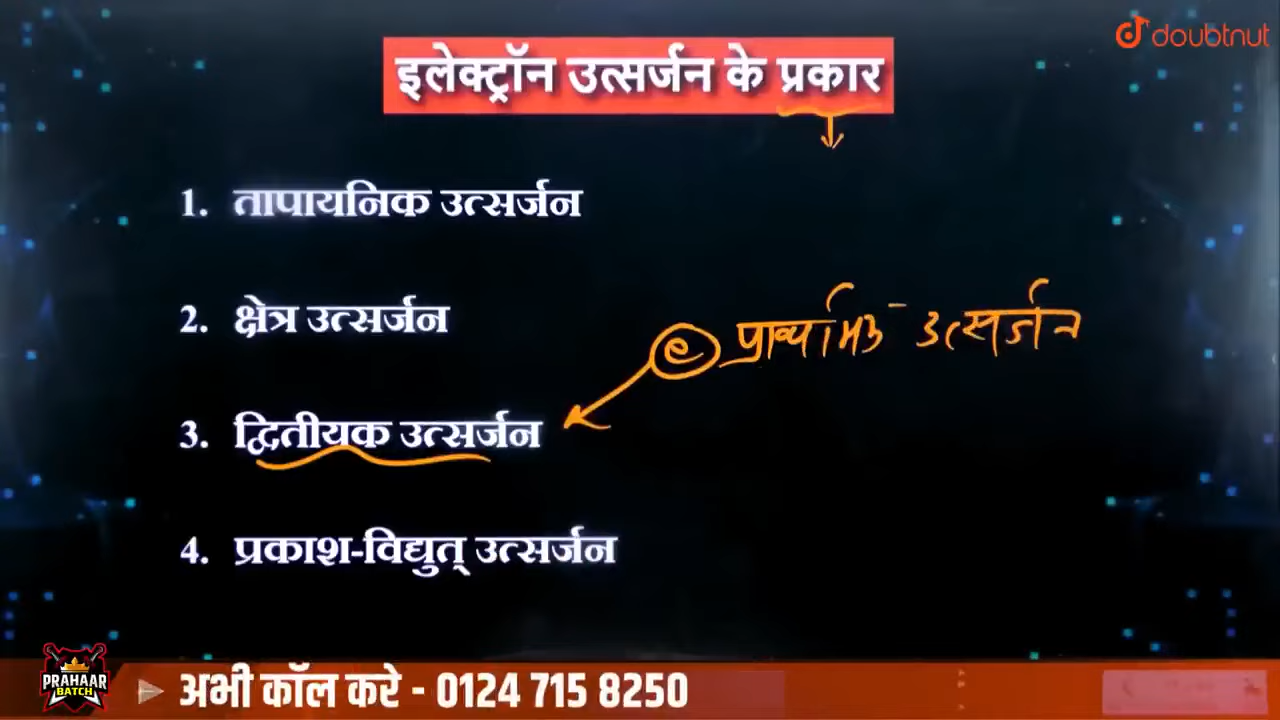 doubtnut
इलेक्ट्रॉन उत्सर्जन के प्रकार
1. तापायनिक उत्सर्जन
2. क्षेत्र उत्सर्जन
e प्राथमिक उत्सर्जन
3. द्वितीयक उत्सर्जन
4. प्रकाश-विद्युत् उत्सर्जन
PRAHAAR
BATCH
अभी कॉल करे - 0124 715 8250